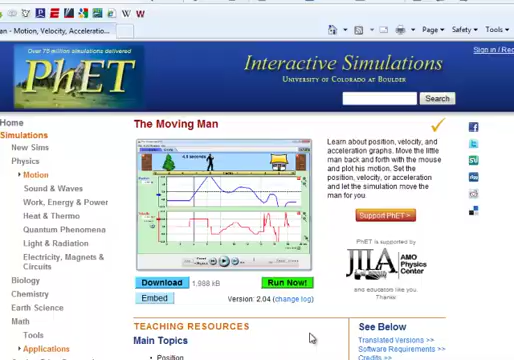 an - Motion, Velocity, Acceleratio...
Page
Safety
Tools
Over 75 million simulations delivered
PhET
Interactive Simulations
UNIVERSITY OF COLORADO AT BOULDER
Sign in / Reg
Search
Home
Simulations
New Sims
Physics
Motion
Sound & Waves
Work, Energy & Power
Heat & Thermo
Quantum Phenomena
Light & Radiation
Electricity, Magnets &
Circuits
Biology
Chemistry
Earth Science
Math
Tools
Applications
The Moving Man
Download
1,988 kB
Run Now!
Embed
Version: 2.04 (change log)
TEACHING RESOURCES
Main Topics
Position
Learn about position, velocity, and
acceleration graphs. Move the little
man back and forth with the mouse
and plot his motion. Set the
position, velocity, or acceleration
and let the simulation move the
man for you.
Support PhET >
PhET is supported by
JILA AMO
Physics
Center
and educators like you.
Thanks!
See Below
Translated Versions >>
Software Requirements >>
Credits >>